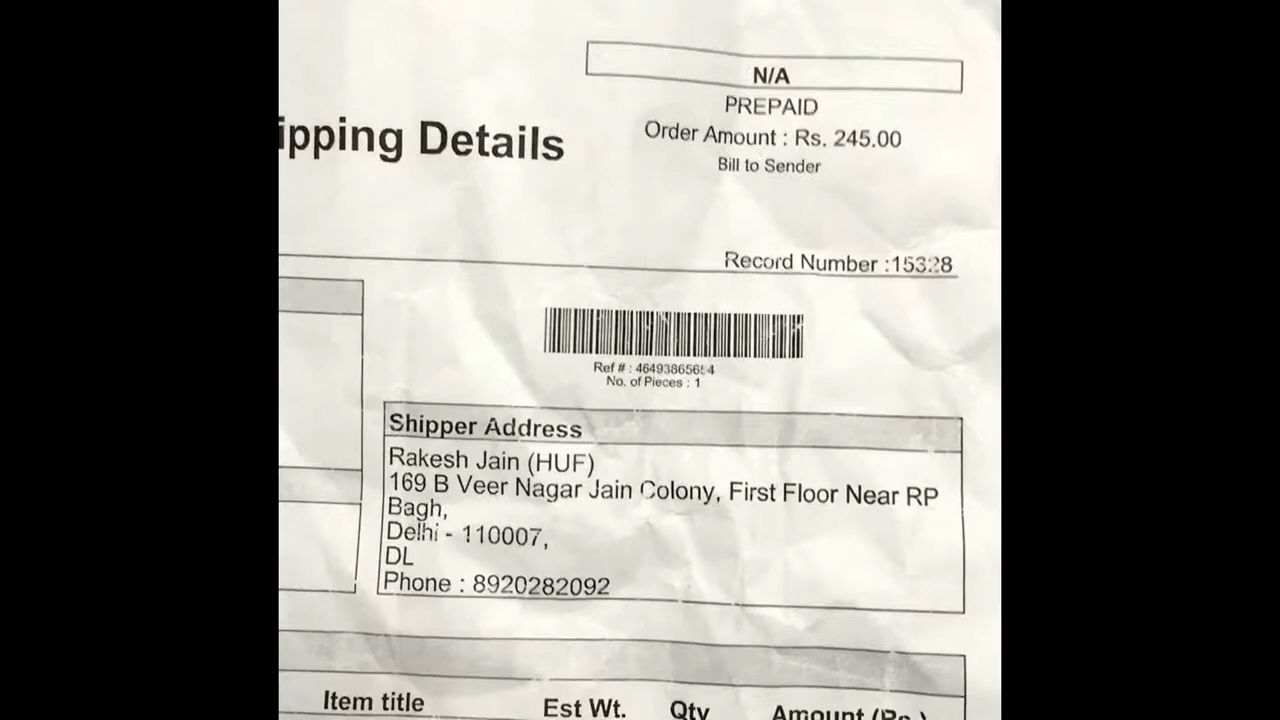 N/A
PREPAID
ipping Details
Order Amount : Rs. 245.00
Bill to Sender
Record Number :15328
Ref # :
No. of Pieces : 1
Shipper Address
Rakesh Jain (HUF)
169 B Veer Nagar Jain Colony, First Floor Near RP
Bagh,
Delhi - 110007,
DL
Phone : 8920282092
Item title Est Wt. Qty Amount (Rs.)